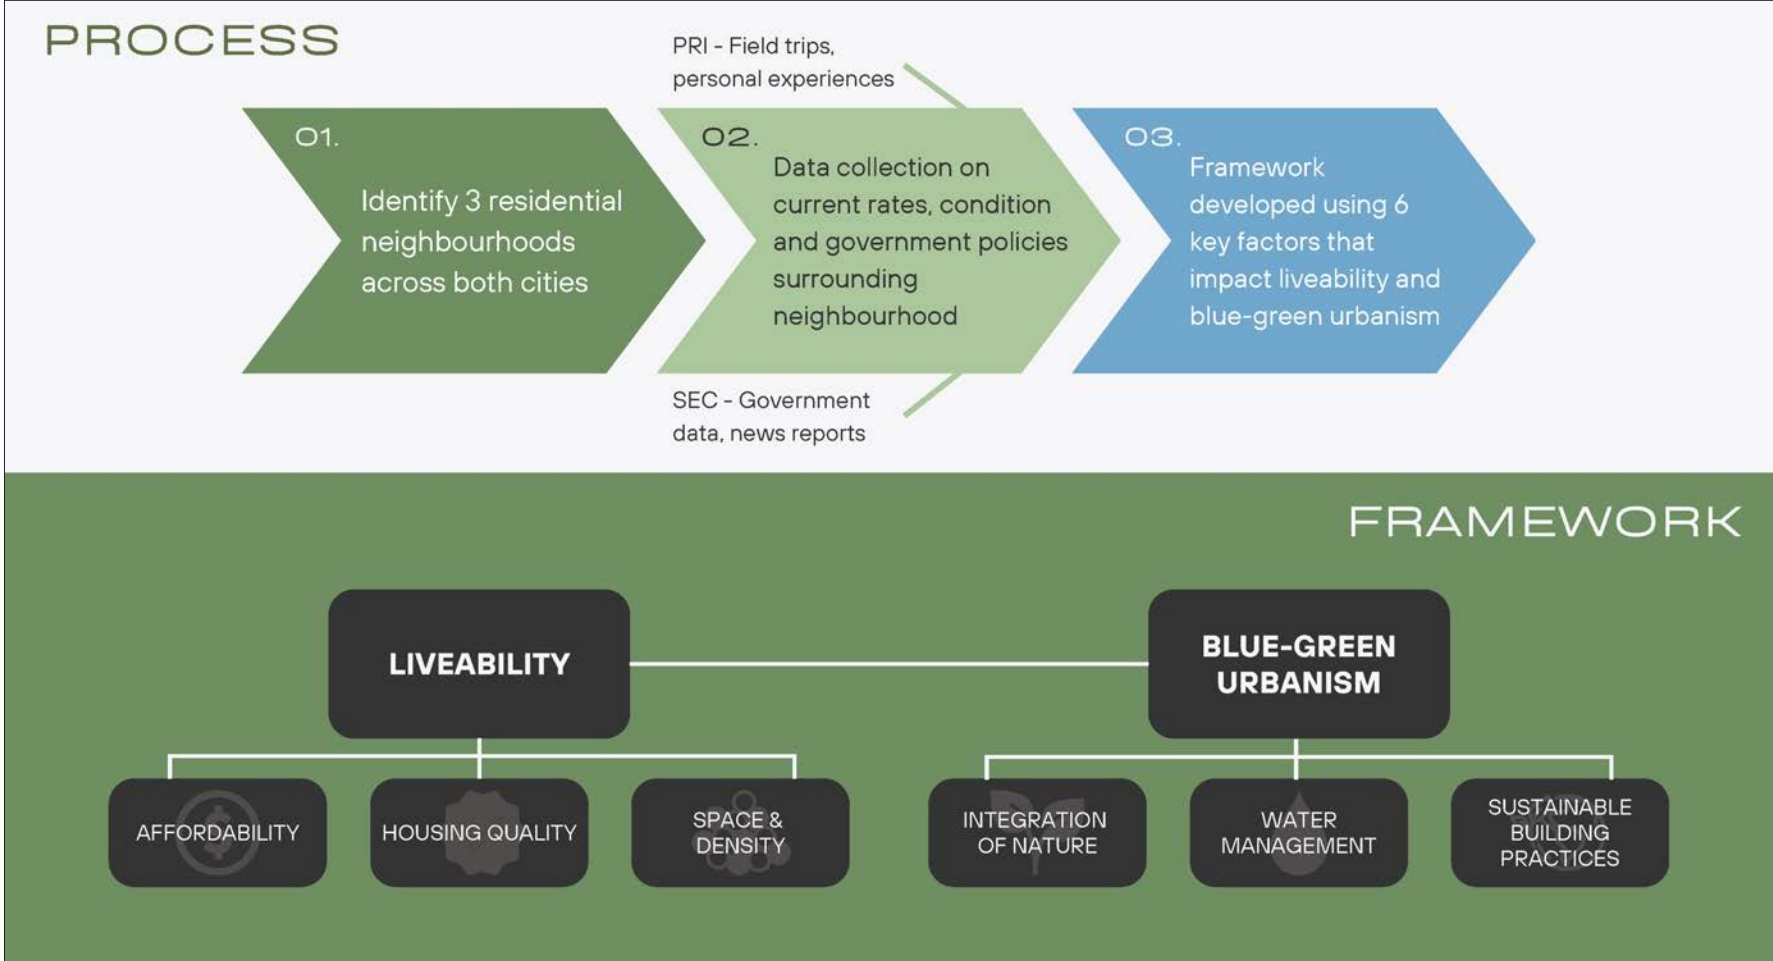 PROCESS
PRI - Field trips,
personal experiences
01.
Identify 3 residential
neighbourhoods
across both cities
02.
Data collection on
current rates, condition
and government policies
surrounding
neighbourhood
03.
Framework
developed using 6
key factors that
impact liveability and
blue-green urbanism
SEC - Government
data, news reports
FRAMEWORK
LIVEABILITY
BLUE-GREEN
URBANISM
AFFORDABILITY
HOUSING QUALITY
SPACE &
DENSITY
INTEGRATION
OF NATURE
WATER
MANAGEMENT
SUSTAINABLE
BUILDING
PRACTICES